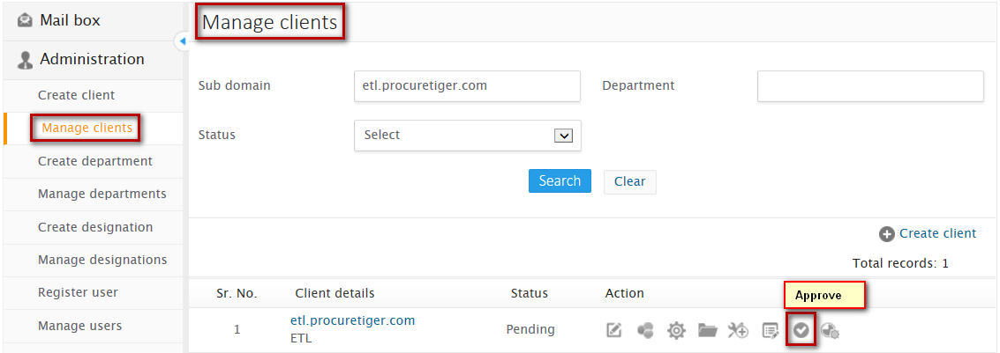 Mail box
Administration
Create client
Manage clients
Create department
Manage departments
Create designation
Manage designations
Register user
Manage users
Manage clients
Sub domain etl.procuretiger.com Department
Status Select
Search Clear
Create client
Total records: 1
Sr. No. Client details Status Action Approve
1 etl.procuretiger.com Pending
ETL